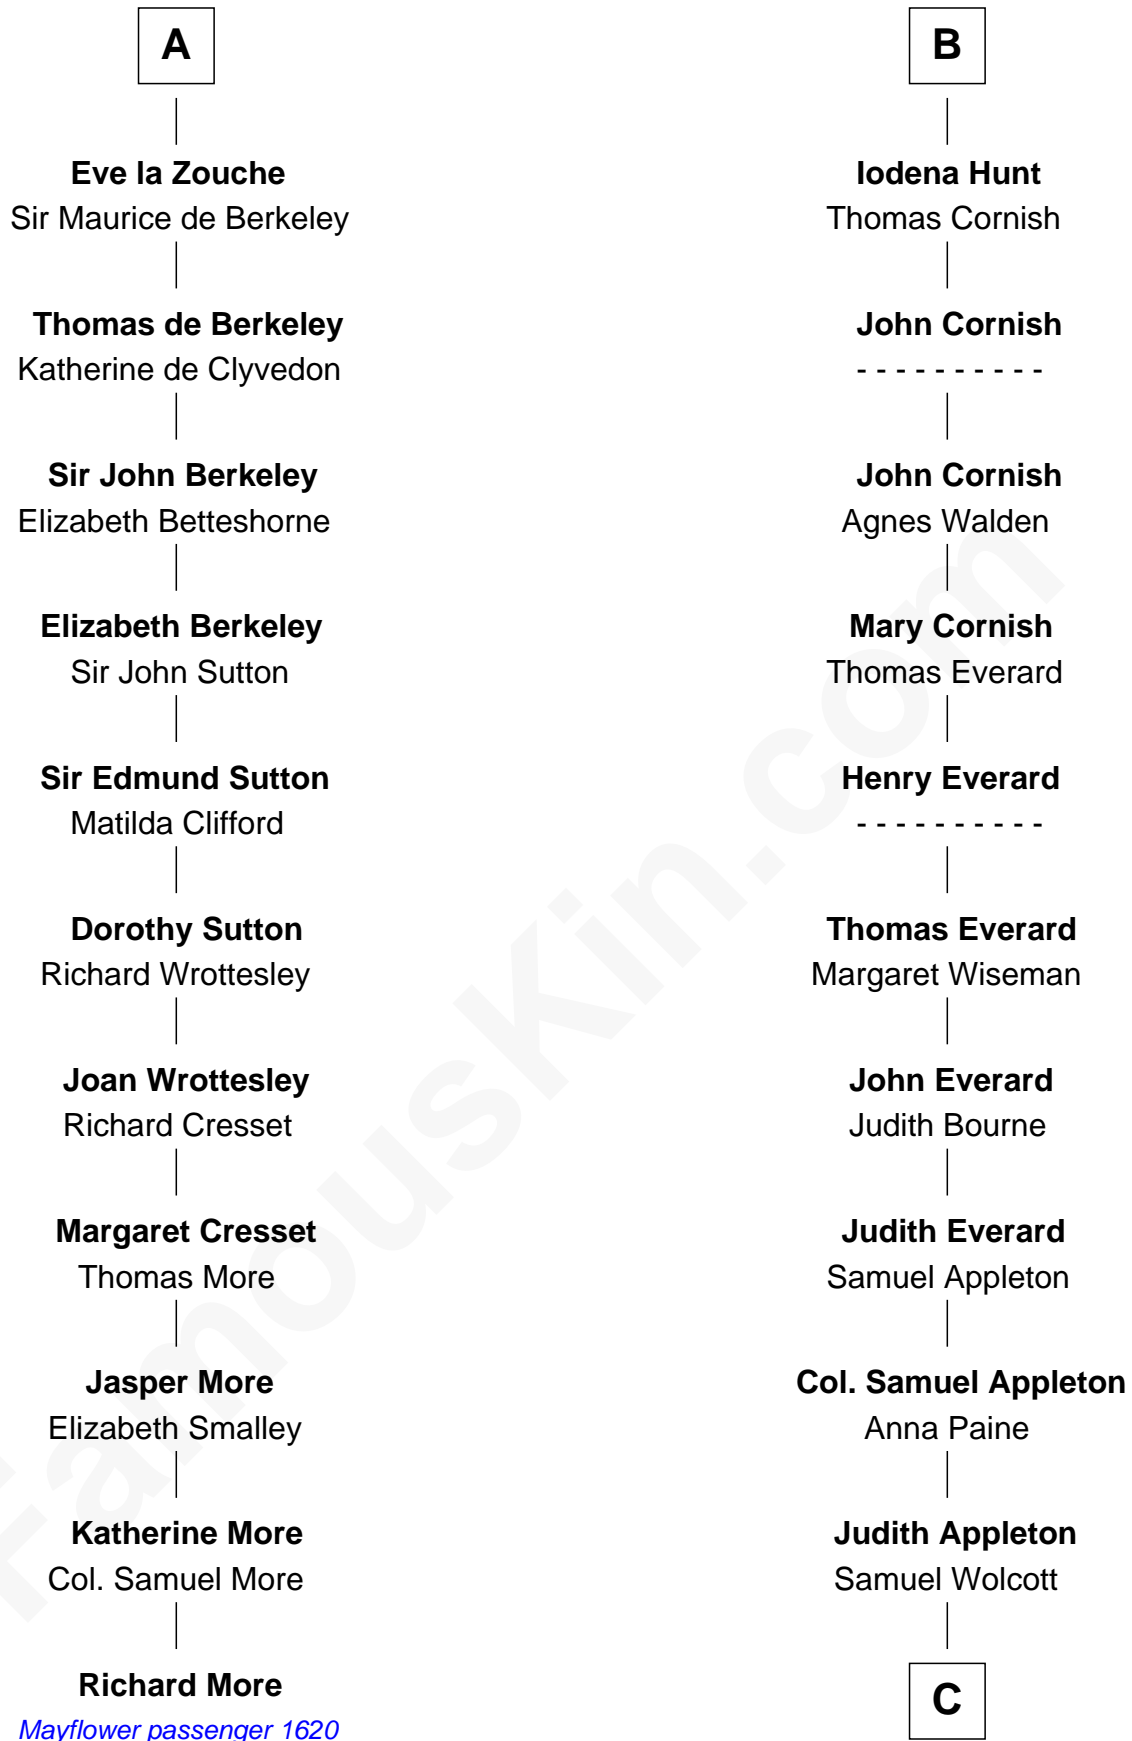 A
Eve la Zouche
Sir Maurice de Berkeley
Thomas de Berkeley
Katherine de Clyvedon
Sir John Berkeley
Elizabeth Betteshorne
Elizabeth Berkeley
Sir John Sutton
Sir Edmund Sutton
Matilda Clifford
Dorothy Sutton
Richard Wrottesley
Joan Wrottesley
Richard Cresset
Margaret Cresset
Thomas More
Jasper More
Elizabeth Smalley
Katherine More
Col. Samuel More
Richard More
Mayflower passenger 1620
B
Iodena Hunt
Thomas Cornish
John Cornish
- - - - - - - - - -
John Cornish
Agnes Walden
Mary Cornish
Thomas Everard
Henry Everard
- - - - - - - - - -
Thomas Everard
Margaret Wiseman
John Everard
Judith Bourne
Judith Everard
Samuel Appleton
Col. Samuel Appleton
Anna Paine
Judith Appleton
Samuel Wolcott
C
FamousKin.com